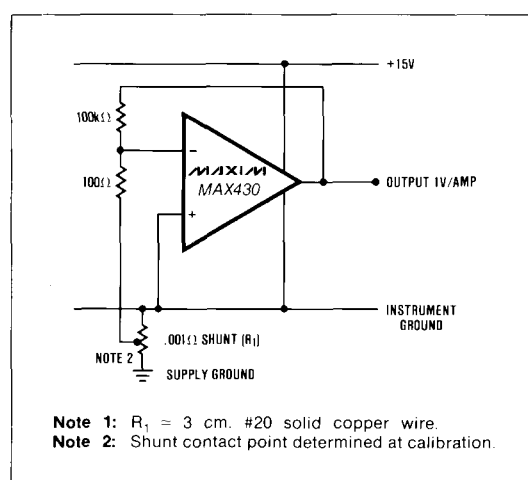 +15V
100kΩ
−
100Ω
MAXIM
MAX430
OUTPUT 1V/AMP
+
INSTRUMENT
GROUND
.001Ω SHUNT (R₁)
NOTE 2
SUPPLY GROUND
Note 1: R₁ = 3 cm. #20 solid copper wire.
Note 2: Shunt contact point determined at calibration.